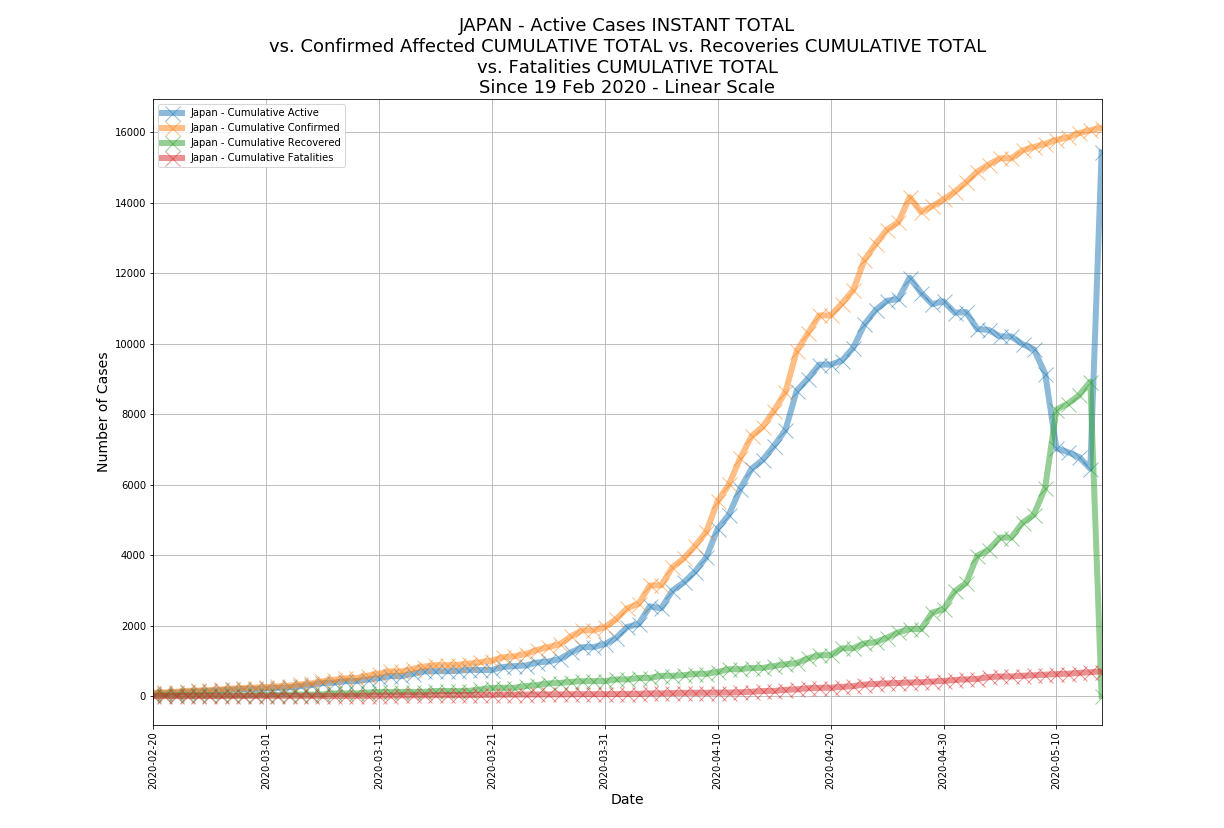 JAPAN - Active Cases INSTANT TOTAL
vs. Confirmed Affected CUMULATIVE TOTAL vs. Recoveries CUMULATIVE TOTAL
vs. Fatalities CUMULATIVE TOTAL
Since 19 Feb 2020 - Linear Scale
Japan - Cumulative Active
Japan - Cumulative Confirmed
Japan - Cumulative Recovered
Japan - Cumulative Fatalities
Number of Cases
16000
14000
12000
10000
8000
6000
4000
2000
0
2020-02-20
2020-03-01
2020-03-11
2020-03-21
2020-03-31
2020-04-10
2020-04-20
2020-04-30
2020-05-10
Date